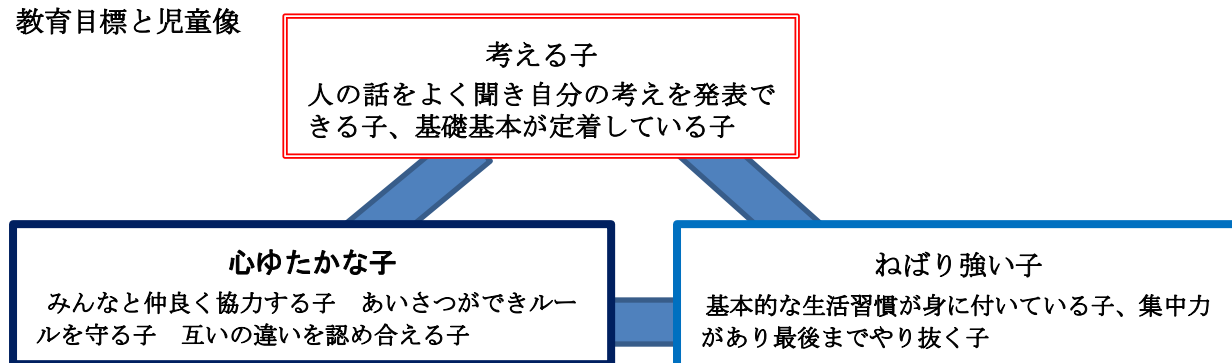 教育目標と児童像
考える子
人の話をよく聞き自分の考えを発表で
きる子、基礎基本が定着している子
心ゆたかな子
みんなと仲良く協力する子　あいさつができルー
ルを守る子　互いの違いを認め合える子
ねばり強い子
基本的な生活習慣が身に付いている子、集中力
があり最後までやり抜く子